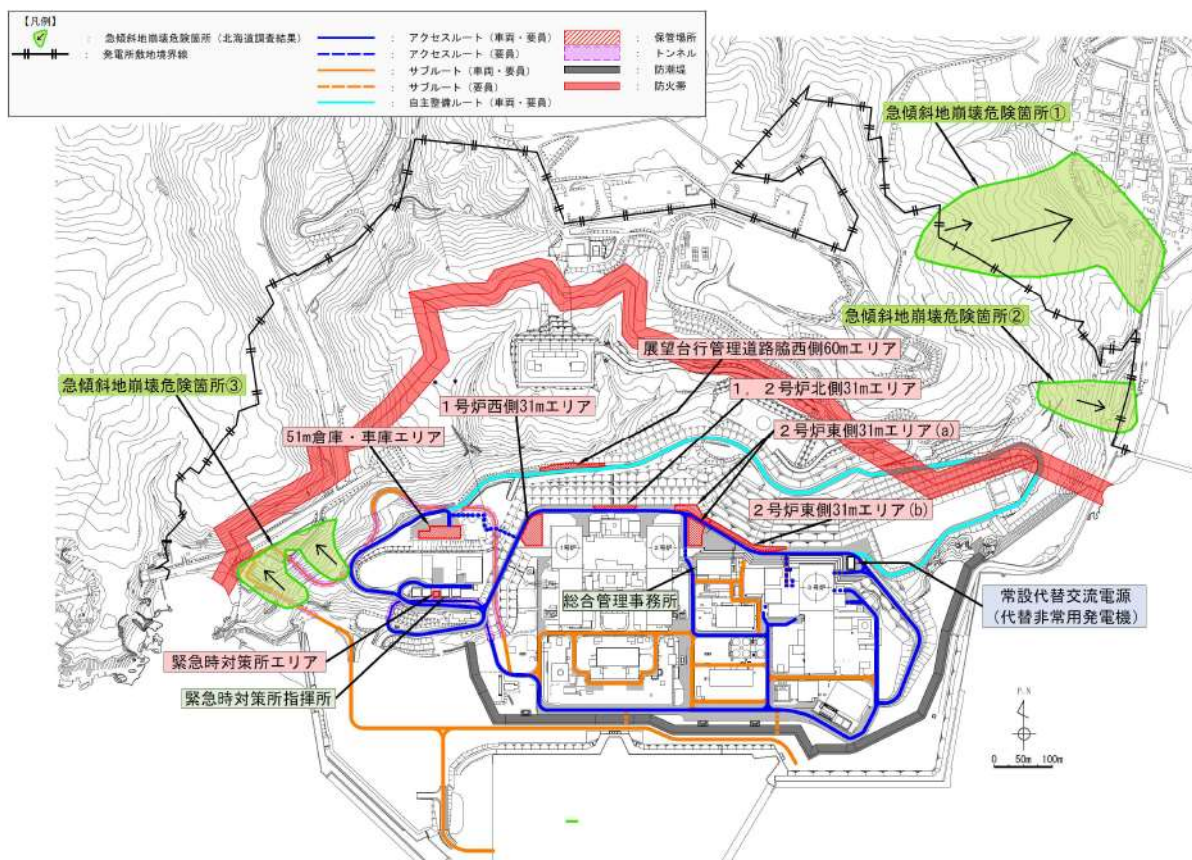 【凡例】
： 急傾斜地崩壊危険箇所（北海道調査結果）
： 発電所敷地境界線
： アクセスルート（車両・要員）
： アクセスルート（要員）
： サブルート（車両・要員）
： サブルート（要員）
： 自主整備ルート（車両・要員）
： 保管場所
： トンネル
： 防潮堤
： 防火帯
急傾斜地崩壊危険箇所①
急傾斜地崩壊危険箇所②
展望台行管理道路脇西側60mエリア
急傾斜地崩壊危険箇所③
1，2号炉北側31mエリア
1号炉西側31mエリア
2号炉東側31mエリア(a)
51m倉庫・車庫エリア
2号炉東側31mエリア(b)
1号炉
2号炉
3号炉
総合管理事務所
常設代替交流電源
（代替非常用発電機）
緊急時対策所エリア
緊急時対策所指揮所
P.N
0 50m 100m